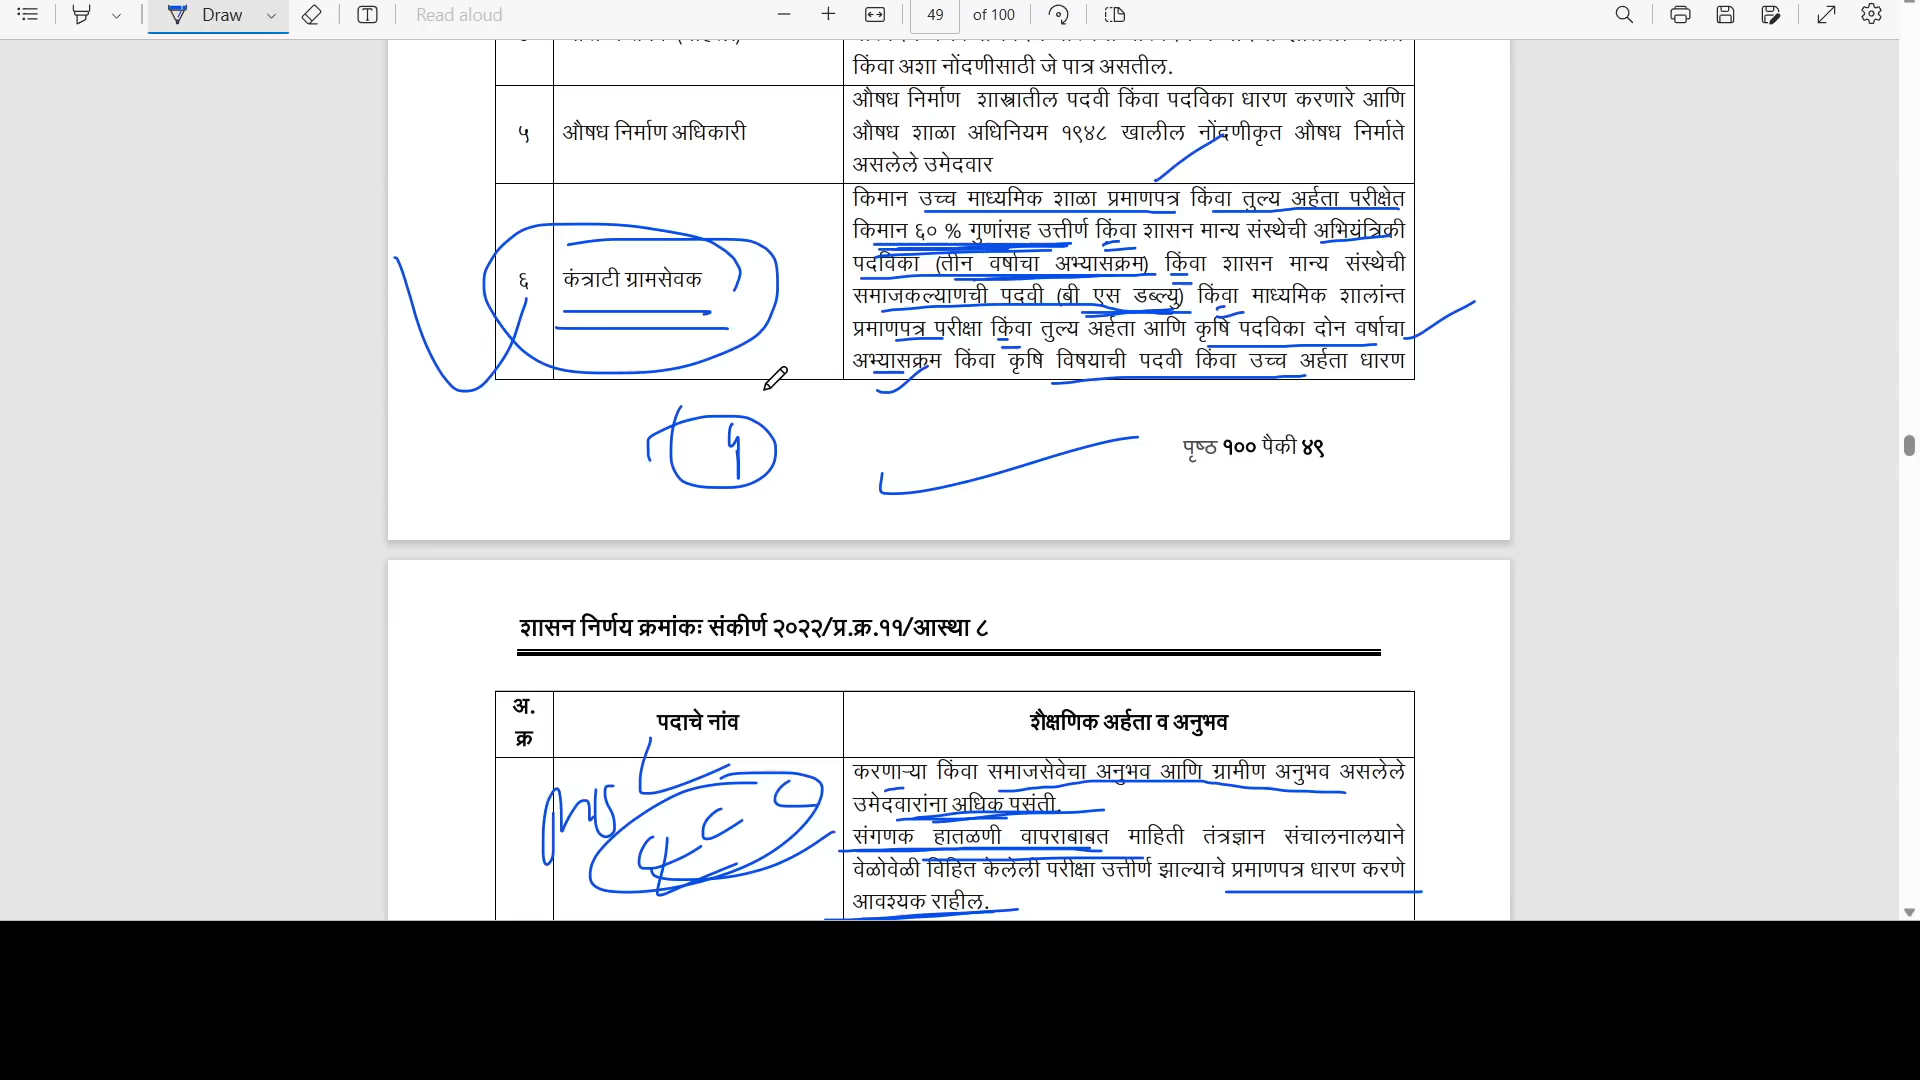 Draw
Read aloud
49 of 100
किंवा अशा नोंदणीसाठी जे पात्र असतील.
५ औषध निर्माण अधिकारी
औषध निर्माण शास्त्रातील पदवी किंवा पदविका धारण करणारे आणि
औषध शाळा अधिनियम १९४८ खालील नोंदणीकृत औषध निर्माते
असलेले उमेदवार
६ कंत्राटी ग्रामसेवक
किमान उच्च माध्यमिक शाळा प्रमाणपत्र किंवा तुल्य अर्हता परीक्षेत
किमान ६० % गुणांसह उत्तीर्ण किंवा शासन मान्य संस्थेची अभियंत्रिकी
पदविका (तीन वर्षाचा अभ्यासक्रम) किंवा शासन मान्य संस्थेची
समाजकल्याणची पदवी (बी एस डब्ल्यु) किंवा माध्यमिक शालांन्त
प्रमाणपत्र परीक्षा किंवा तुल्य अर्हता आणि कृषि पदविका दोन वर्षाचा
अभ्यासक्रम किंवा कृषि विषयाची पदवी किंवा उच्च अर्हता धारण
पृष्ठ १०० पैकी ४९
शासन निर्णय क्रमांकः संकीर्ण २०२२/प्र.क्र.११/आस्था ८
अ.
क्र
पदाचे नांव
शैक्षणिक अर्हता व अनुभव
करणाऱ्या किंवा समाजसेवेचा अनुभव आणि ग्रामीण अनुभव असलेले
उमेदवारांना अधिक पसंती.
संगणक हातळणी वापराबाबत माहिती तंत्रज्ञान संचालनालयाने
वेळोवेळी विहित केलेली परीक्षा उत्तीर्ण झाल्याचे प्रमाणपत्र धारण करणे
आवश्यक राहील.